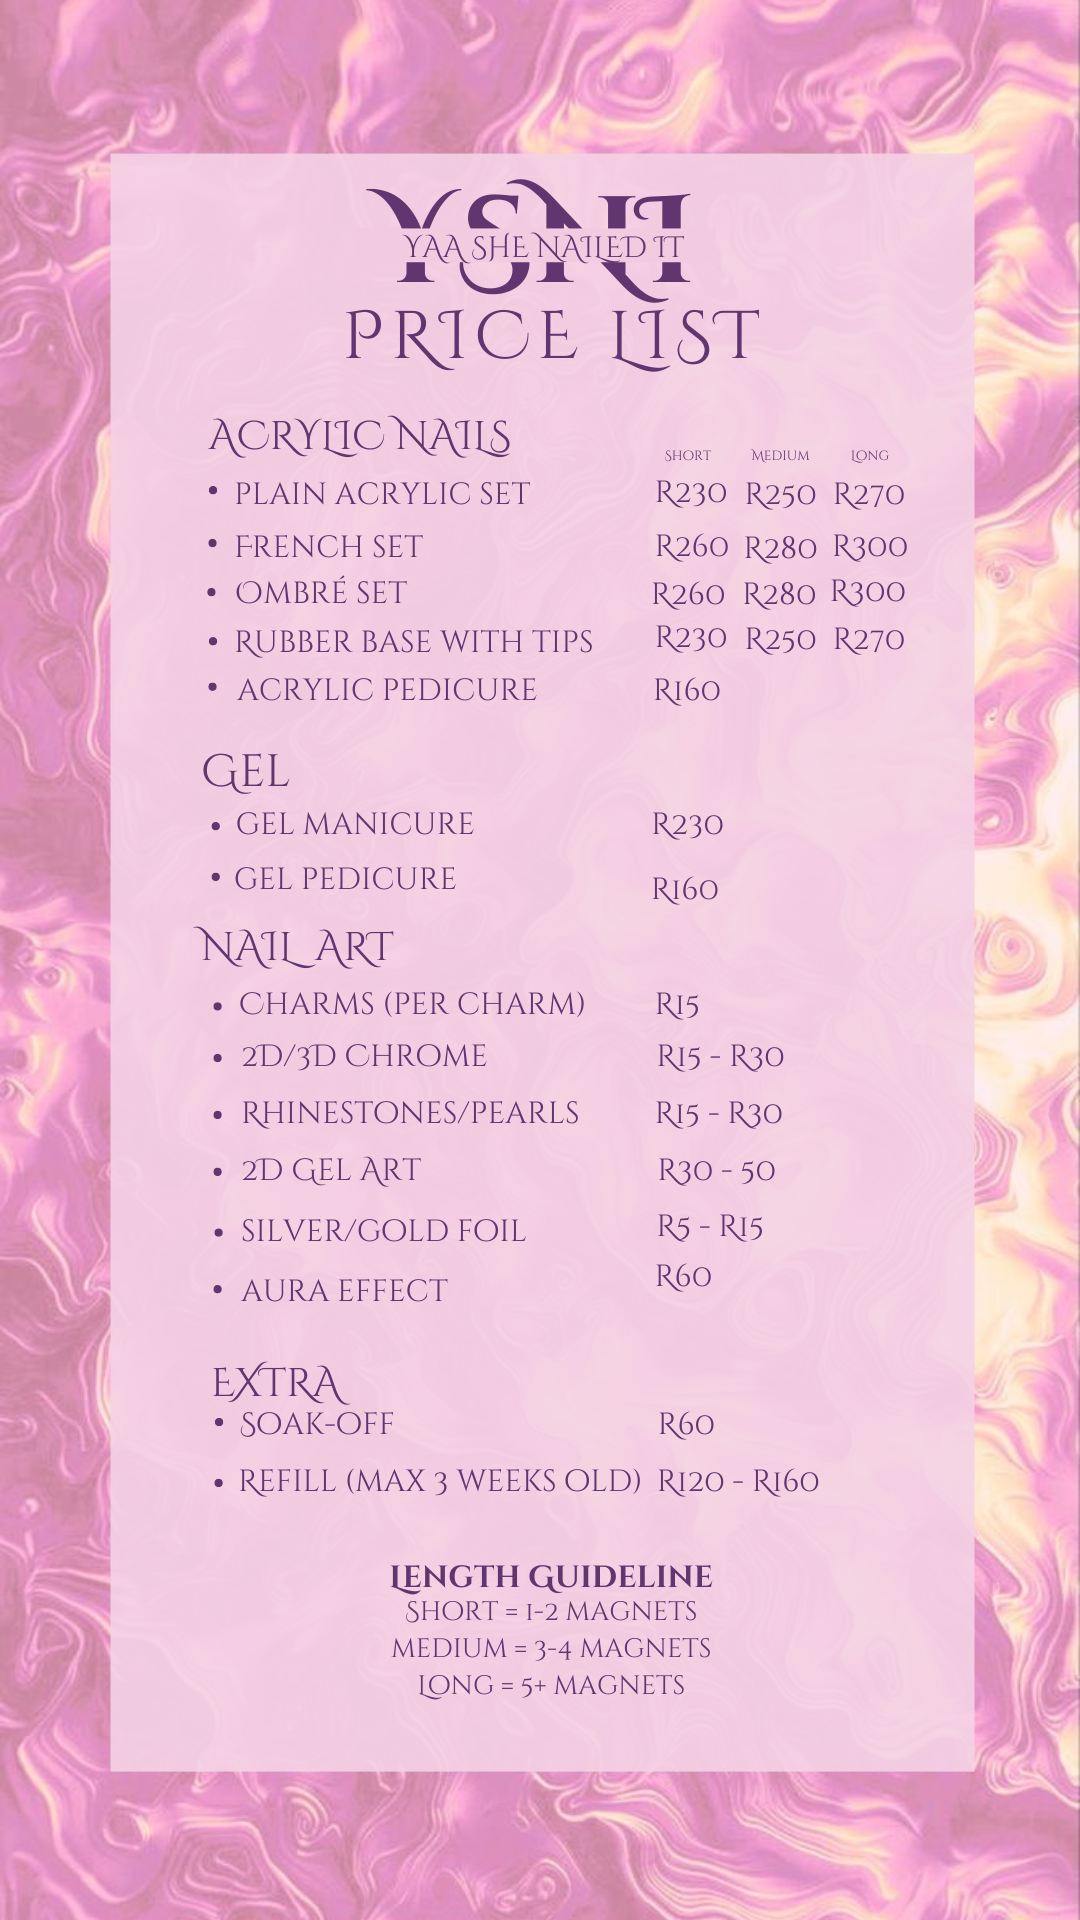 YSNI
YAA SHE NAILED IT
PRICE LIST
ACRYLIC NAILS
SHORT MEDIUM LONG
• PLAIN ACRYLIC SET R230 R250 R270
• FRENCH SET R260 R280 R300
• OMBRÉ SET R260 R280 R300
• RUBBER BASE WITH TIPS R230 R250 R270
• ACRYLIC PEDICURE R160
GEL
• GEL MANICURE R230
• GEL PEDICURE R160
NAIL ART
• CHARMS (PER CHARM) R15
• 2D/3D CHROME R15 - R30
• RHINESTONES/PEARLS R15 - R30
• 2D GEL ART R30 - 50
• SILVER/GOLD FOIL R5 - R15
• AURA EFFECT R60
EXTRA
• SOAK-OFF R60
• REFILL (MAX 3 WEEKS OLD) R120 - R160
LENGTH GUIDELINE
SHORT = 1-2 MAGNETS
MEDIUM = 3-4 MAGNETS
LONG = 5+ MAGNETS